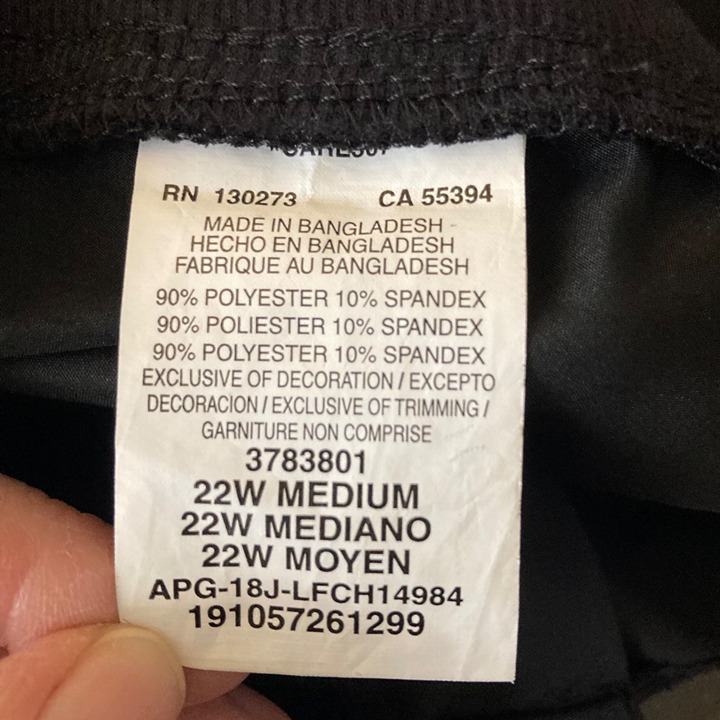 RN 130273 CA 55394
MADE IN BANGLADESH -
HECHO EN BANGLADESH
FABRIQUE AU BANGLADESH
90% POLYESTER 10% SPANDEX
90% POLIESTER 10% SPANDEX
90% POLYESTER 10% SPANDEX
EXCLUSIVE OF DECORATION / EXCEPTO
DECORACION / EXCLUSIVE OF TRIMMING /
GARNITURE NON COMPRISE
3783801
22W MEDIUM
22W MEDIANO
22W MOYEN
APG-18J-LFCH14984
191057261299